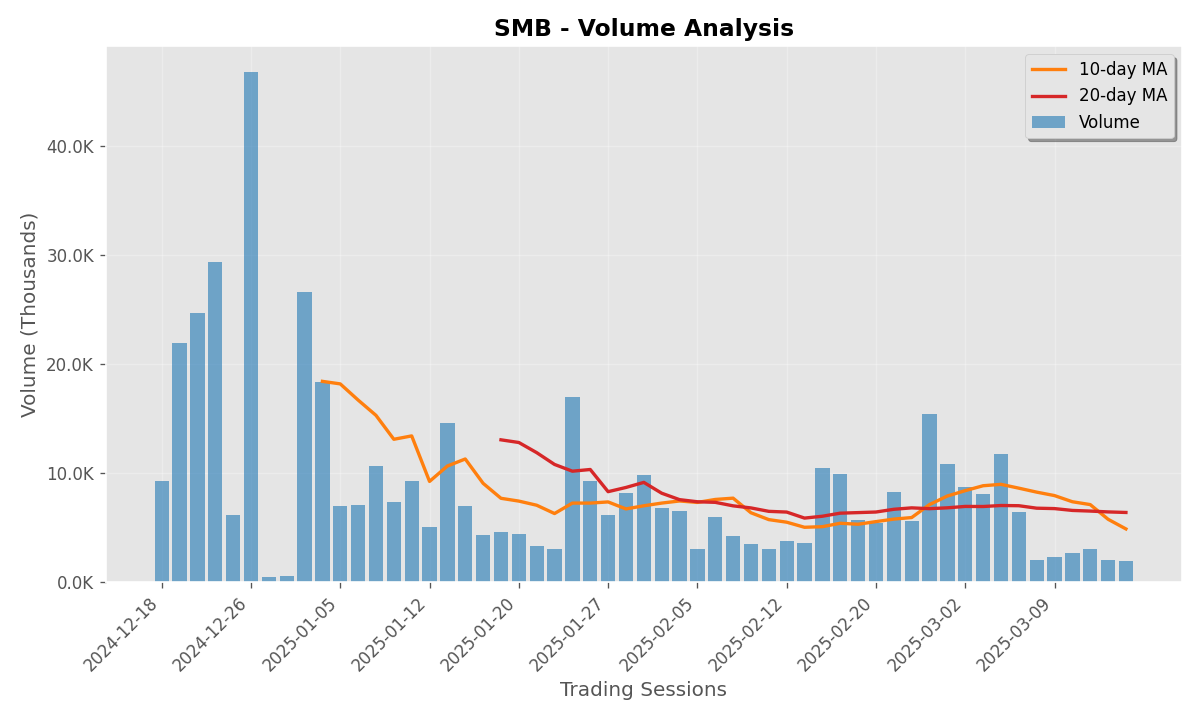 SMB - Volume Analysis
10-day MA
20-day MA
Volume
Volume (Thousands)
40.0K
30.0K
20.0K
10.0K
0.0K
2024-12-18
2024-12-26
2025-01-05
2025-01-12
2025-01-20
2025-01-27
2025-02-05
2025-02-12
2025-02-20
2025-03-02
2025-03-09
Trading Sessions